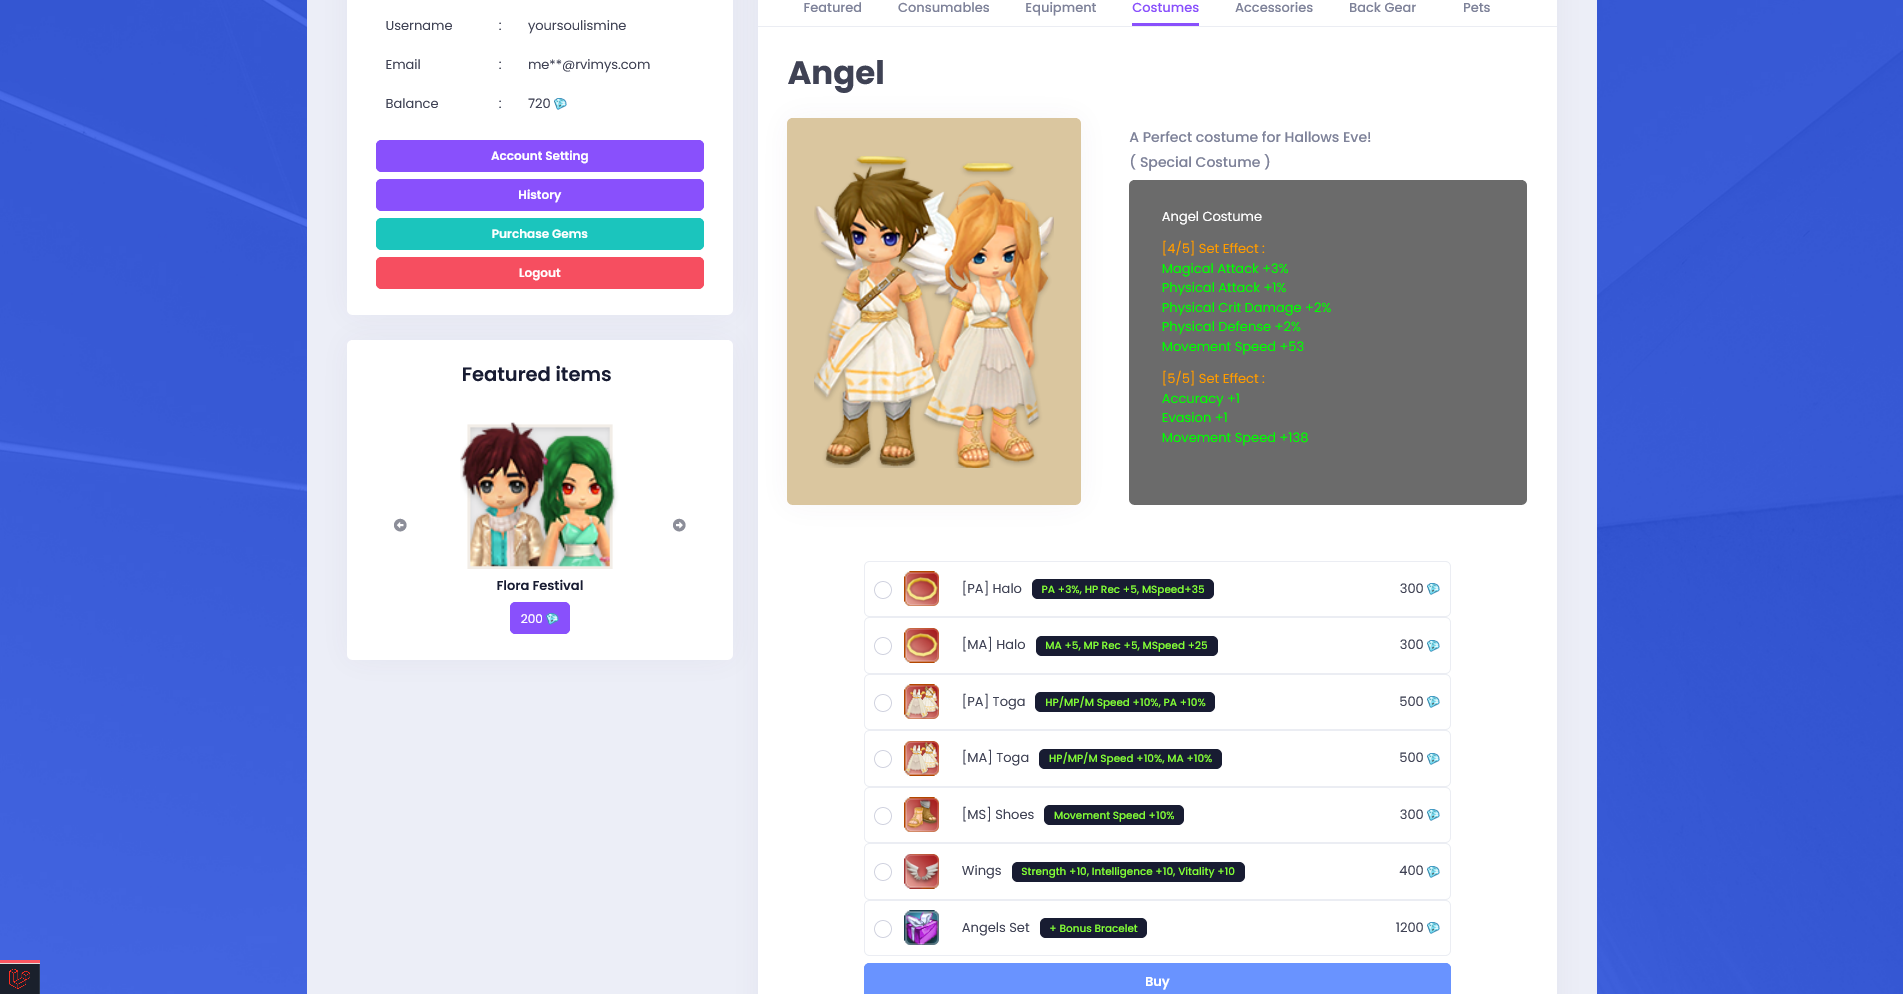 Username : yoursoulismine
Email : me**@rvimys.com
Balance : 720
Account Setting
History
Purchase Gems
Logout
Featured items
Flora Festival
200
Featured Consumables Equipment Costumes Accessories Back Gear Pets
Angel
A Perfect costume for Hallows Eve!
( Special Costume )
Angel Costume
[4/5] Set Effect :
Magical Attack +3%
Physical Attack +1%
Physical Crit Damage +2%
Physical Defense +2%
Movement Speed +53
[5/5] Set Effect :
Accuracy +1
Evasion +1
Movement Speed +138
[PA] Halo PA +3%, HP Rec +5, MSpeed+35 300
[MA] Halo MA +5, MP Rec +5, MSpeed +25 300
[PA] Toga HP/MP/M Speed +10%, PA +10% 500
[MA] Toga HP/MP/M Speed +10%, MA +10% 500
[MS] Shoes Movement Speed +10% 300
Wings Strength +10, Intelligence +10, Vitality +10 400
Angels Set + Bonus Bracelet 1200
Buy